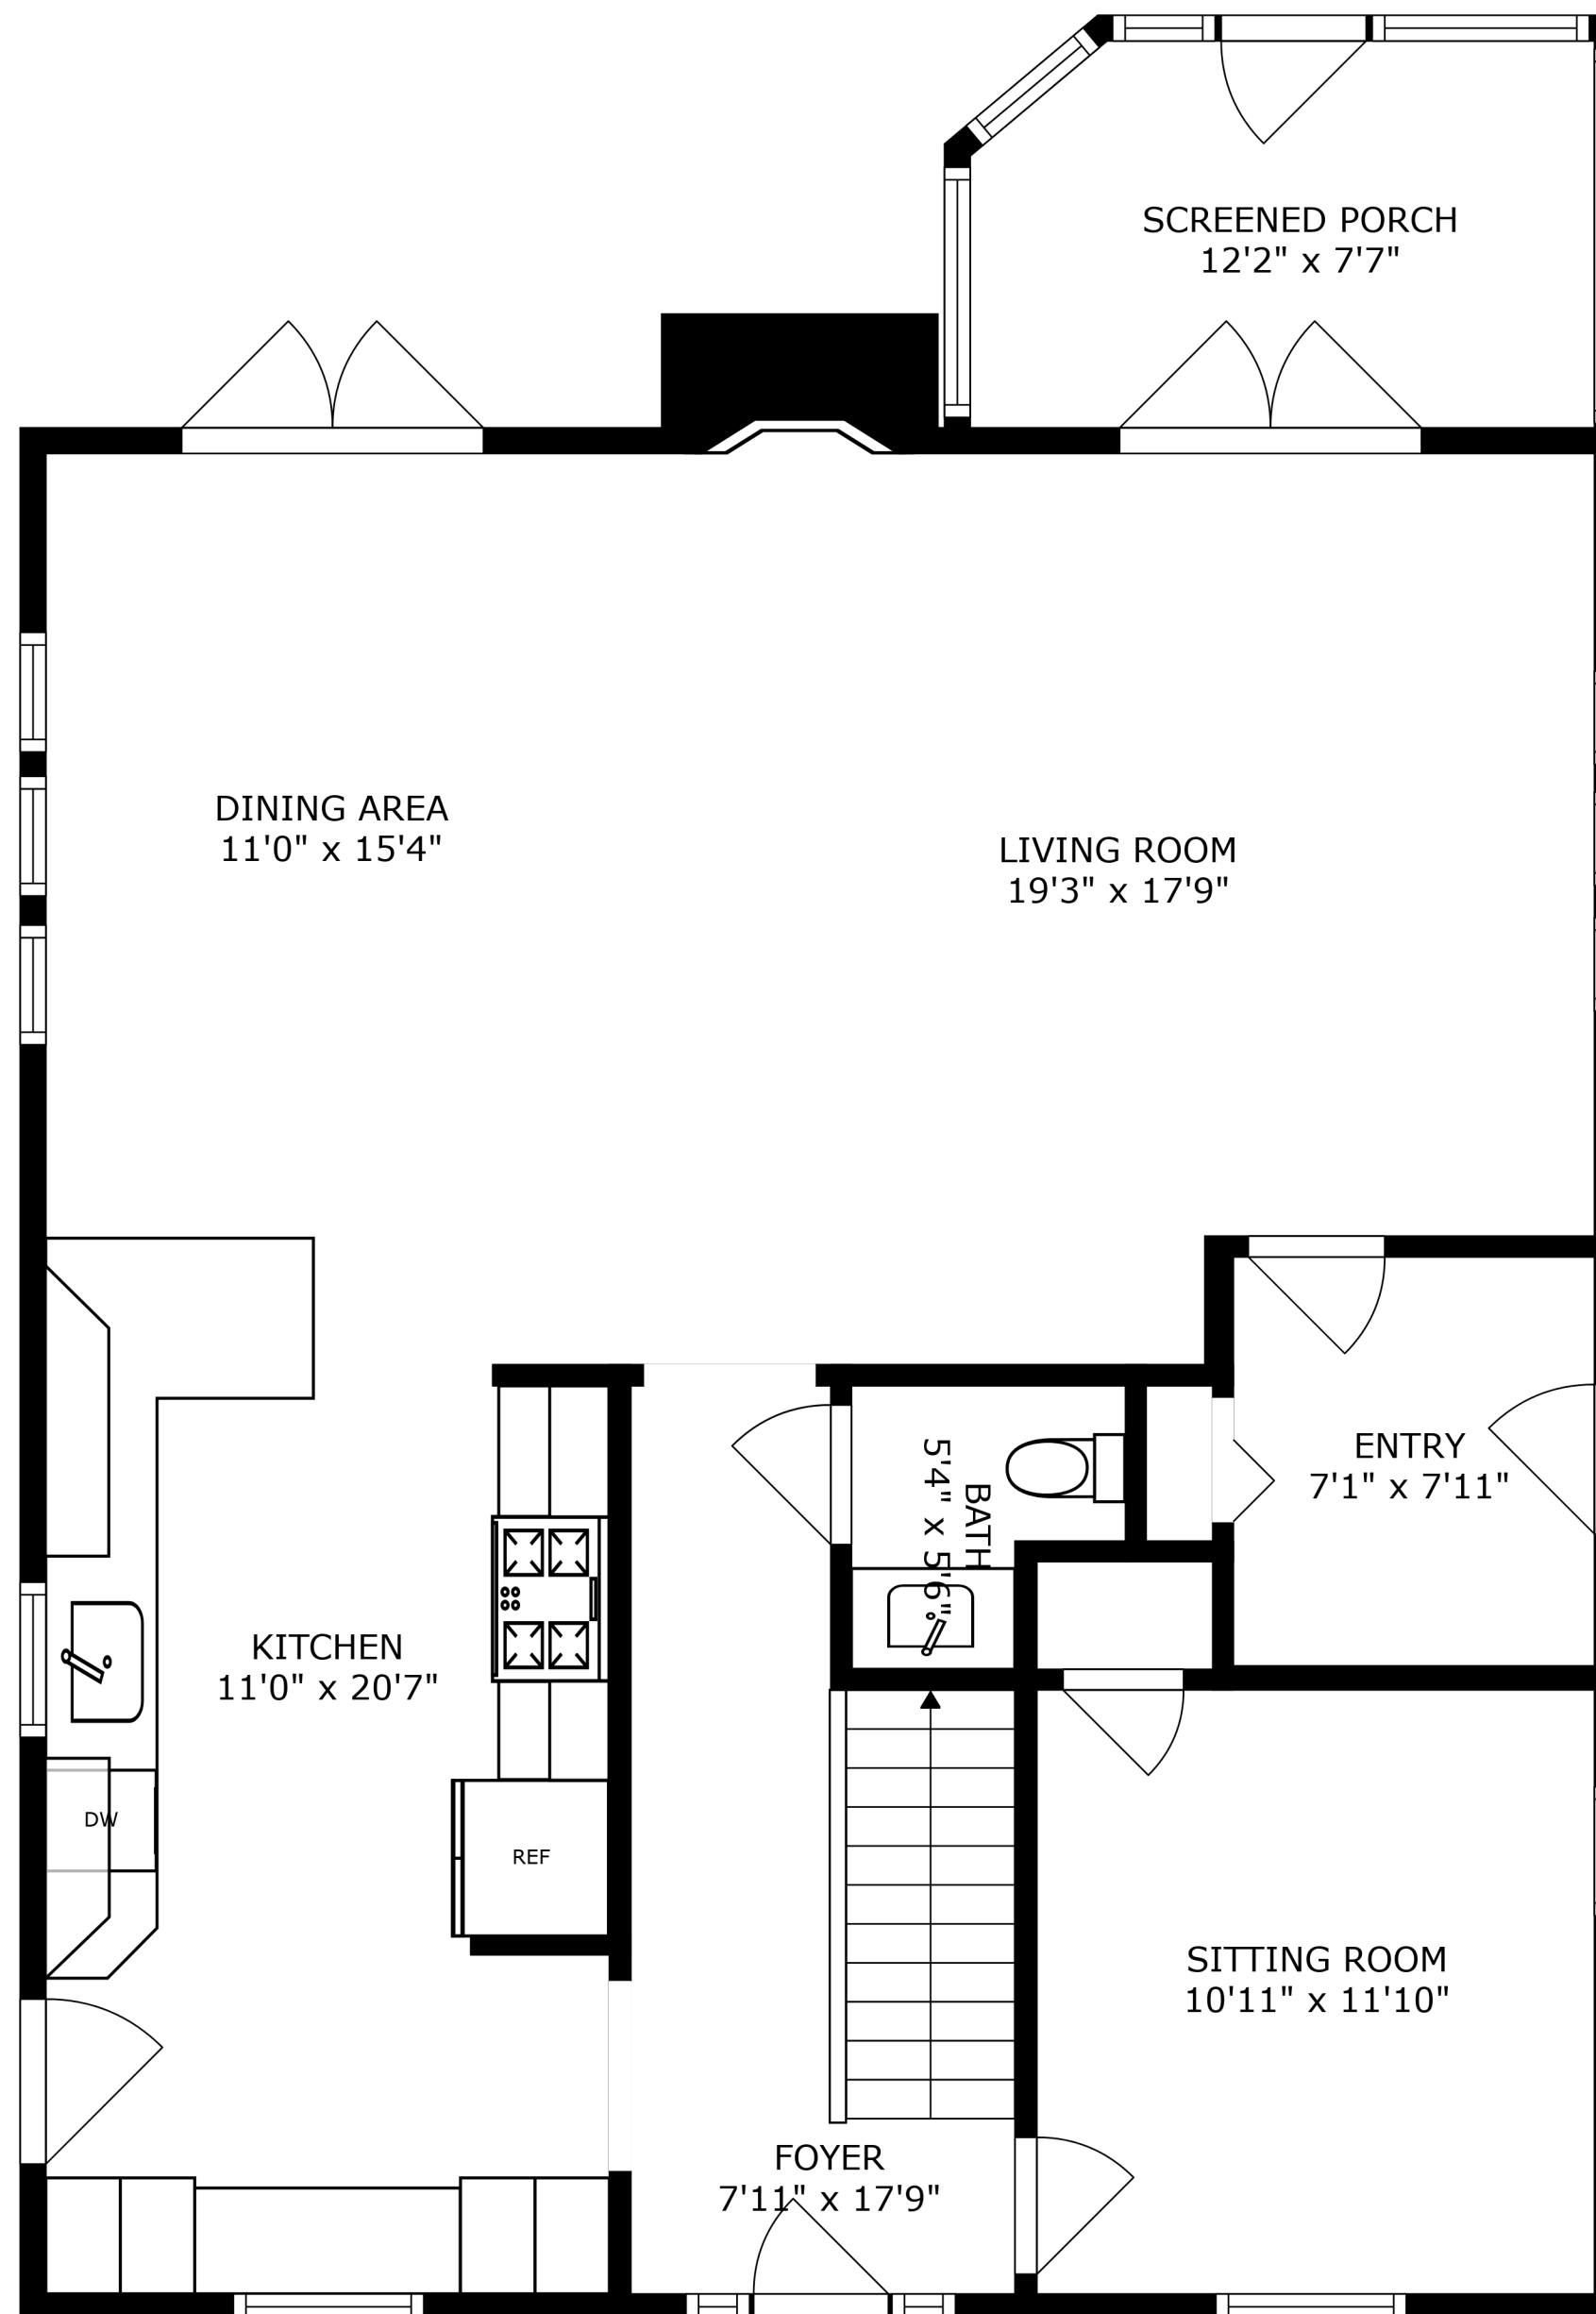 SCREENED PORCH
12'2" x 7'7"
DINING AREA
11'0" x 15'4"
LIVING ROOM
19'3" x 17'9"
ENTRY
7'1" x 7'11"
BATH
5'4" x 5'6"
KITCHEN
11'0" x 20'7"
DW
REF
SITTING ROOM
10'11" x 11'10"
FOYER
7'11" x 17'9"